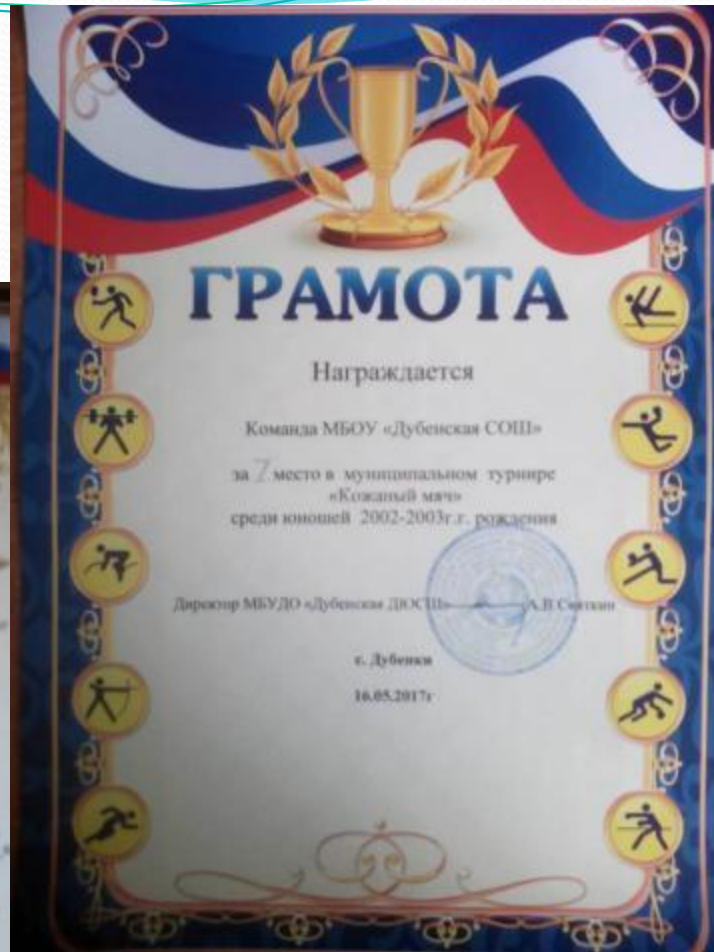 ГРАМОТА
Награждается
Команда МБОУ «Дубенская СОШ»
за место в муниципальном турнире
«Кожаный мяч»
среди юношей 2002-2003г.г. рождения
Директор МБУДО «Дубенская ДЮСШ» А.В Святкин
с. Дубенки
16.05.2017г